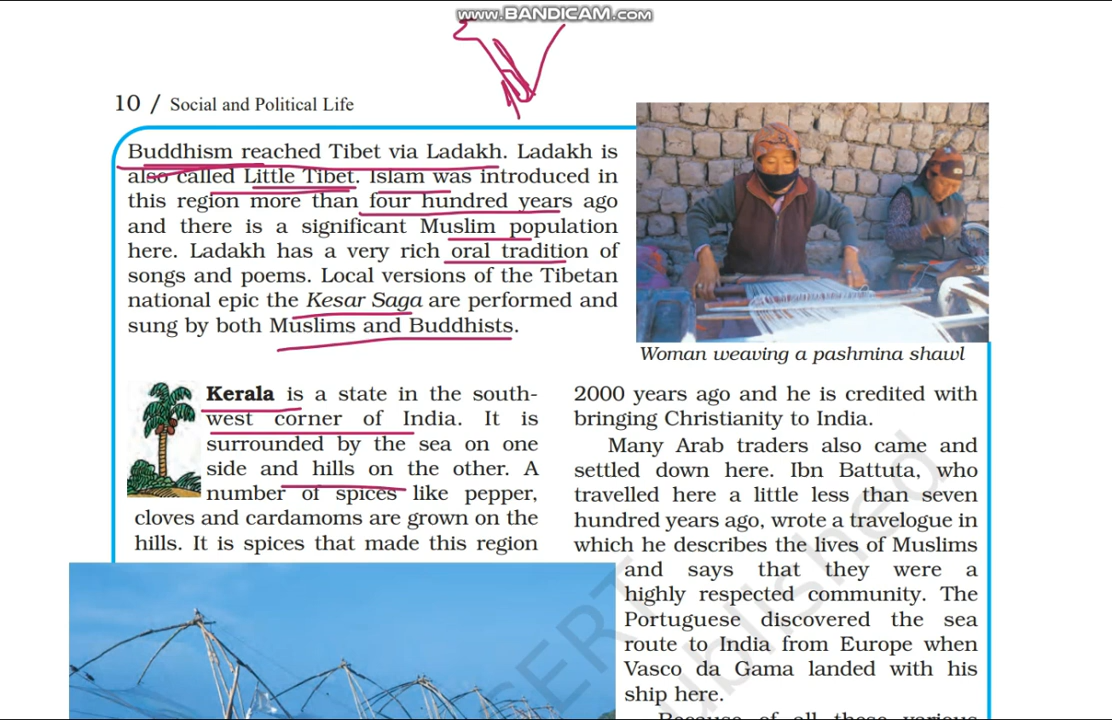 www.BANDICAM.com
10 / Social and Political Life
Buddhism reached Tibet via Ladakh. Ladakh is
also called Little Tibet. Islam was introduced in
this region more than four hundred years ago
and there is a significant Muslim population
here. Ladakh has a very rich oral tradition of
songs and poems. Local versions of the Tibetan
national epic the Kesar Saga are performed and
sung by both Muslims and Buddhists.
Woman weaving a pashmina shawl
Kerala is a state in the south-
west corner of India. It is
surrounded by the sea on one
side and hills on the other. A
number of spices like pepper,
cloves and cardamoms are grown on the
hills. It is spices that made this region
2000 years ago and he is credited with
bringing Christianity to India.
Many Arab traders also came and
settled down here. Ibn Battuta, who
travelled here a little less than seven
hundred years ago, wrote a travelogue in
which he describes the lives of Muslims
and says that they were a
highly respected community. The
Portuguese discovered the sea
route to India from Europe when
Vasco da Gama landed with his
ship here.
Because of all these various